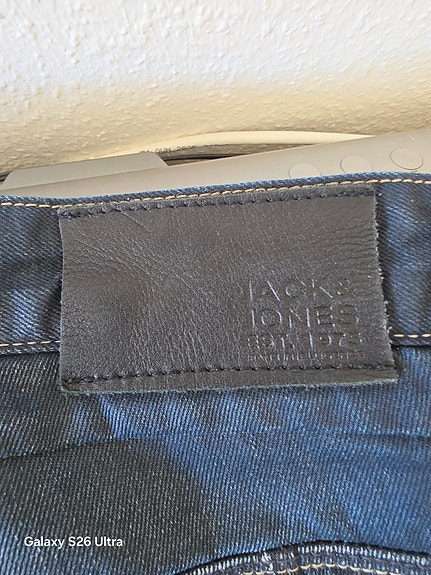 JACK&
JONES
EST. 1975
Galaxy S26 Ultra